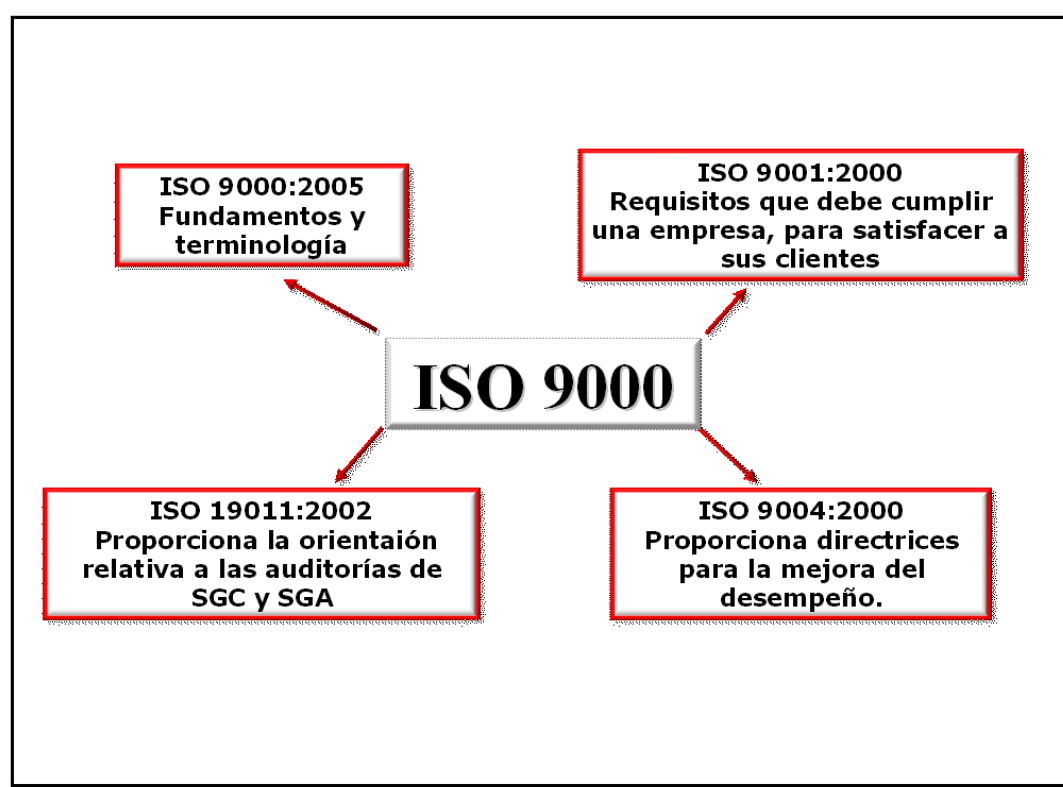 ISO 9000:2005
Fundamentos y
terminología
ISO 9001:2000
Requisitos que debe cumplir
una empresa, para satisfacer a
sus clientes
ISO 9000
ISO 19011:2002
Proporciona la orientaión
relativa a las auditorías de
SGC y SGA
ISO 9004:2000
Proporciona directrices
para la mejora del
desempeño.